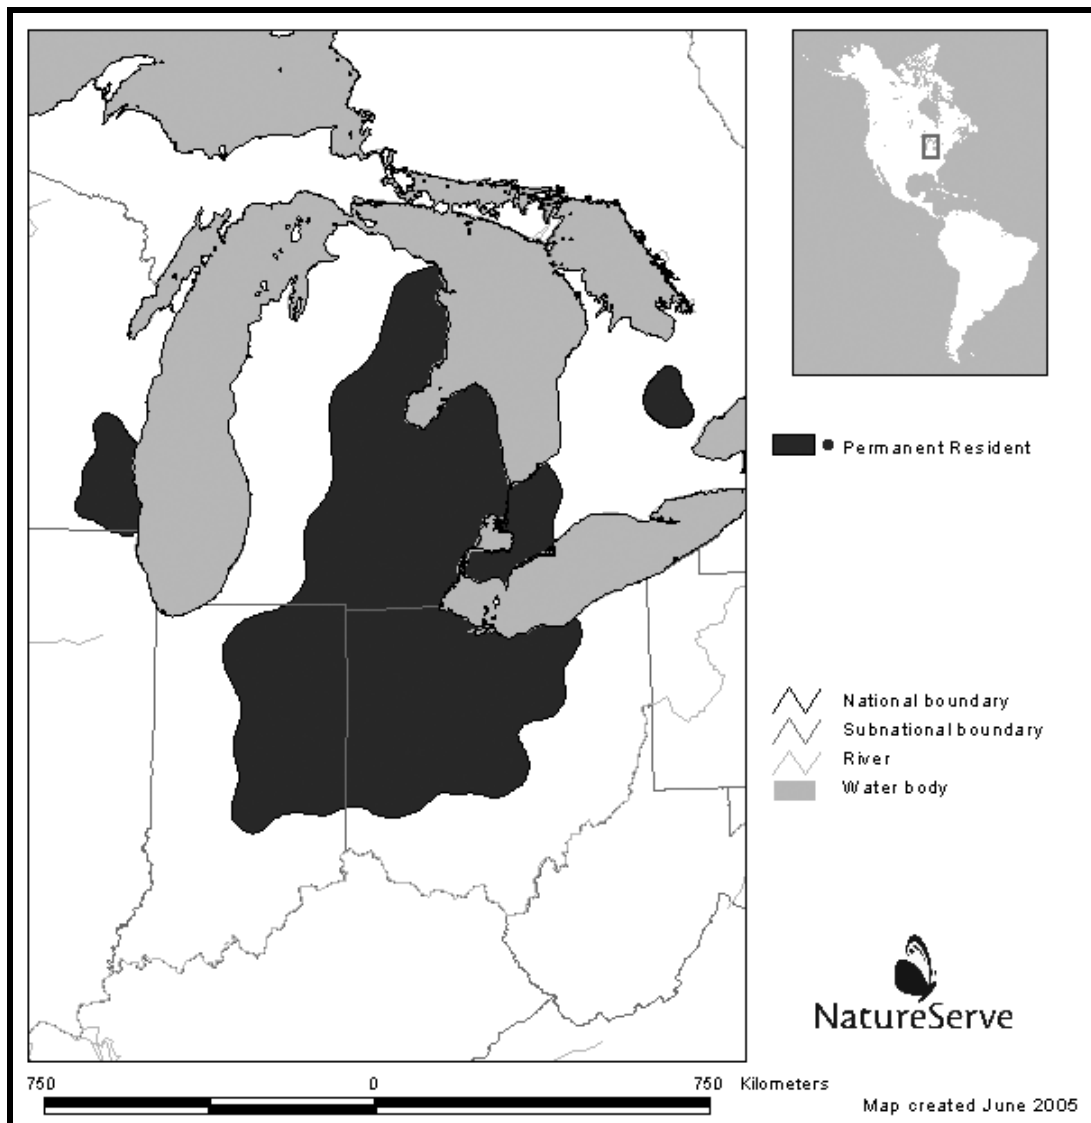 Permanent Resident
National boundary
Subnational boundary
River
Water body
NatureServe
750 0 750 Kilometers
Map created June 2005